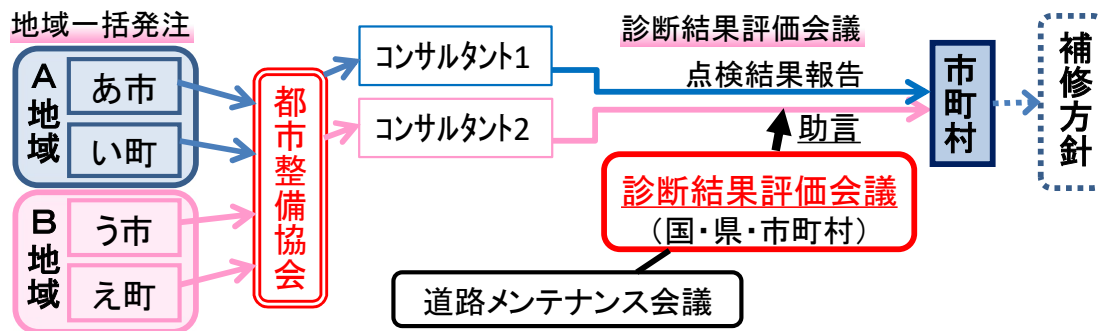 地域一括発注
A地域
あ市
い町
B地域
う市
え町
都市整備協会
コンサルタント1
コンサルタント2
診断結果評価会議
点検結果報告
助言
診断結果評価会議
（国・県・市町村）
道路メンテナンス会議
市町村
補修方針